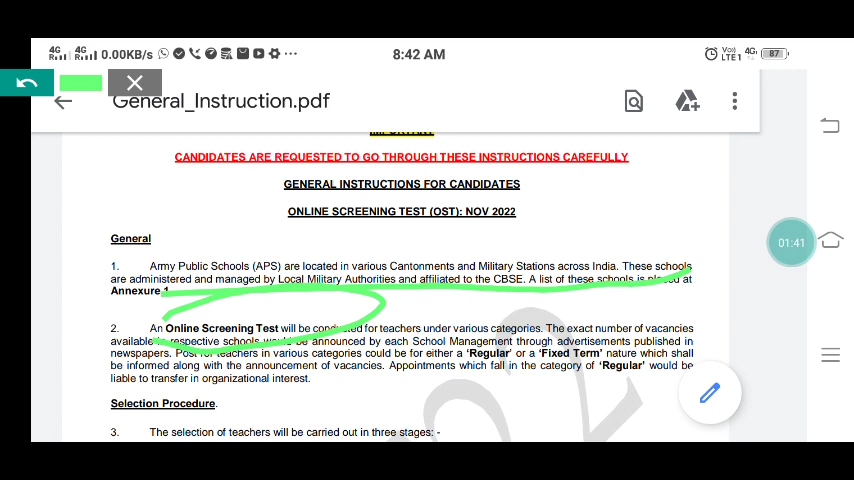 4G 4G 0.00KB/s 8:42 AM Vo) LTE1 4G 87
General_Instruction.pdf
IMPORTANT
CANDIDATES ARE REQUESTED TO GO THROUGH THESE INSTRUCTIONS CAREFULLY
GENERAL INSTRUCTIONS FOR CANDIDATES
ONLINE SCREENING TEST (OST): NOV 2022
01:41
General
1. Army Public Schools (APS) are located in various Cantonments and Military Stations across India. These schools
are administered and managed by Local Military Authorities and affiliated to the CBSE. A list of these schools is placed at
Annexure 1
2. An Online Screening Test will be conducted for teachers under various categories. The exact number of vacancies
available in respective schools would be announced by each School Management through advertisements published in
newspapers. Post for teachers in various categories could be for either a ‘Regular’ or a ‘Fixed Term’ nature which shall
be informed along with the announcement of vacancies. Appointments which fall in the category of ‘Regular’ would be
liable to transfer in organizational interest.
Selection Procedure.
3. The selection of teachers will be carried out in three stages: -